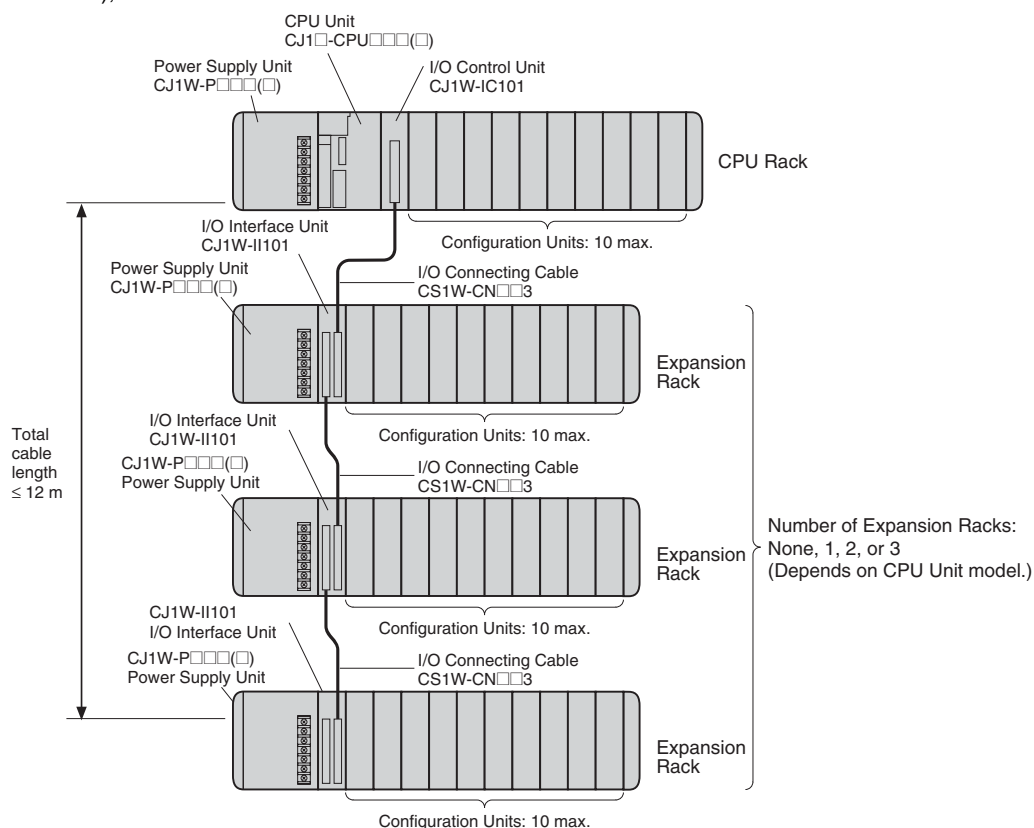 CPU Unit
CJ1□-CPU□□□(□)
Power Supply Unit
CJ1W-P□□□(□)
I/O Control Unit
CJ1W-IC101
CPU Rack
I/O Interface Unit
CJ1W-II101
Configuration Units: 10 max.
Power Supply Unit
CJ1W-P□□□(□)
I/O Connecting Cable
CS1W-CN□□3
Expansion
Rack
I/O Interface Unit
CJ1W-II101
Configuration Units: 10 max.
Total
cable
length
≤ 12 m
CJ1W-P□□□(□)
Power Supply Unit
I/O Connecting Cable
CS1W-CN□□3
Expansion
Rack
Number of Expansion Racks:
None, 1, 2, or 3
(Depends on CPU Unit model.)
CJ1W-II101
I/O Interface Unit
Configuration Units: 10 max.
CJ1W-P□□□(□)
Power Supply Unit
I/O Connecting Cable
CS1W-CN□□3
Expansion
Rack
Configuration Units: 10 max.